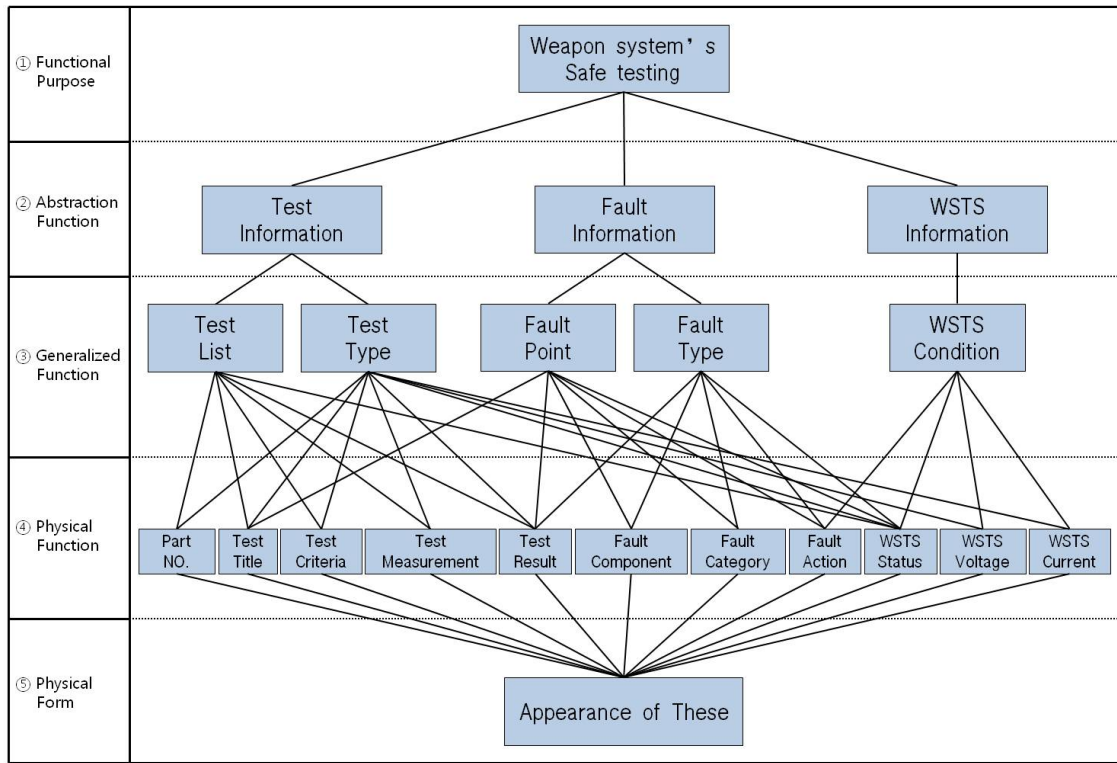 ① Functional
Purpose
Weapon system’s
Safe testing
② Abstraction
Function
Test
Information
Fault
Information
WSTS
Information
③ Generalized
Function
Test
List
Test
Type
Fault
Point
Fault
Type
WSTS
Condition
④ Physical
Function
Part
NO.
Test
Title
Test
Criteria
Test
Measurement
Test
Result
Fault
Component
Fault
Category
Fault
Action
WSTS
Status
WSTS
Voltage
WSTS
Current
⑤ Physical
Form
Appearance of These